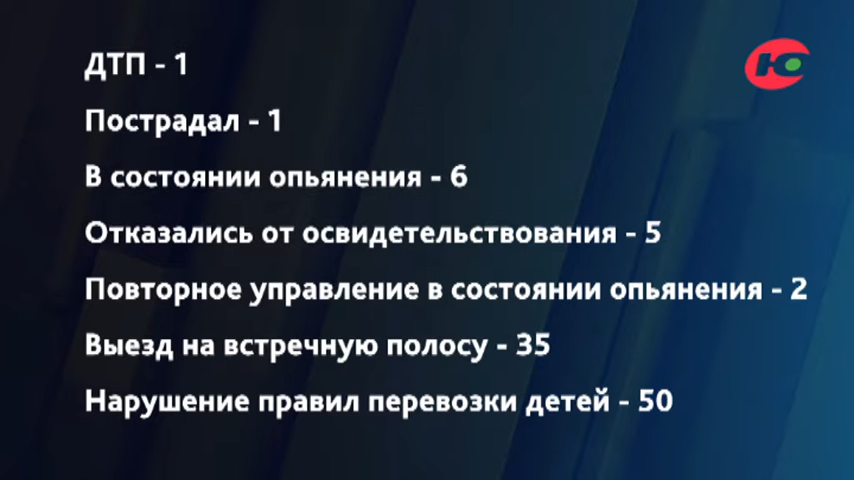 ДТП - 1
Ю
Пострадал - 1
В состоянии опьянения - 6
Отказались от освидетельствования - 5
Повторное управление в состоянии опьянения - 2
Выезд на встречную полосу - 35
Нарушение правил перевозки детей - 50